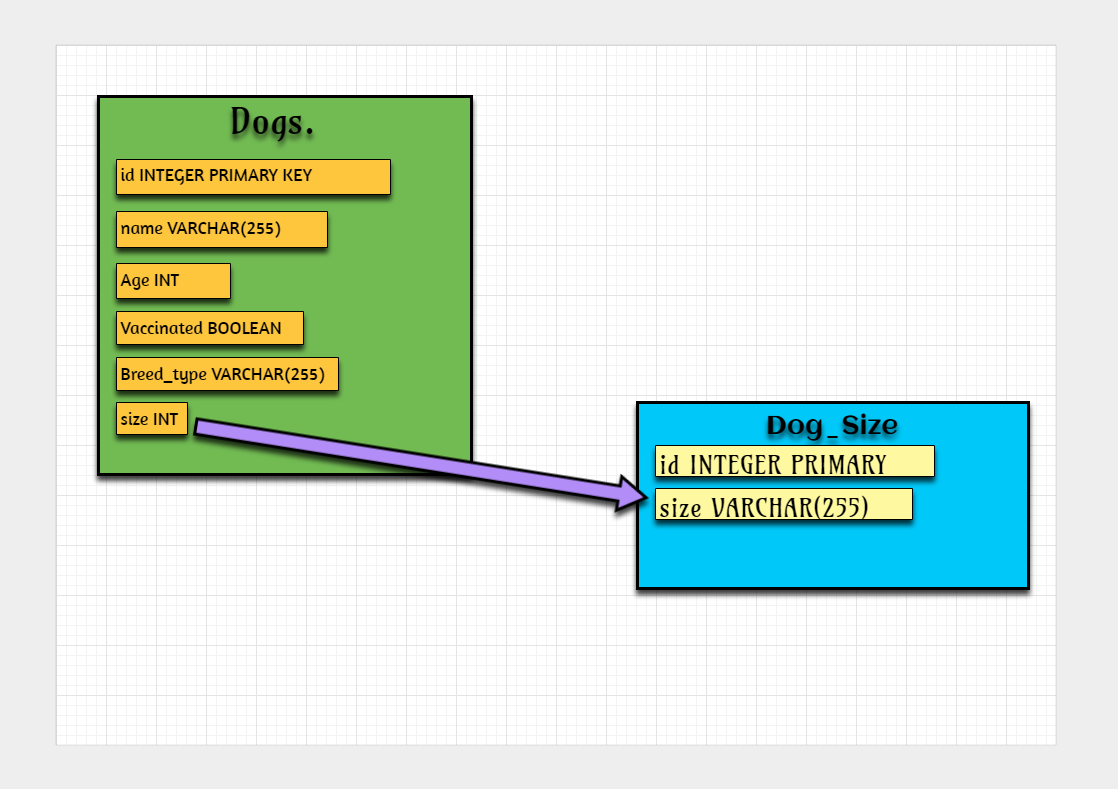 Dogs.
id INTEGER PRIMARY KEY
name VARCHAR(255)
Age INT
Vaccinated BOOLEAN
Breed_type VARCHAR(255)
size INT
Dog_Size
id INTEGER PRIMARY
size VARCHAR(255)